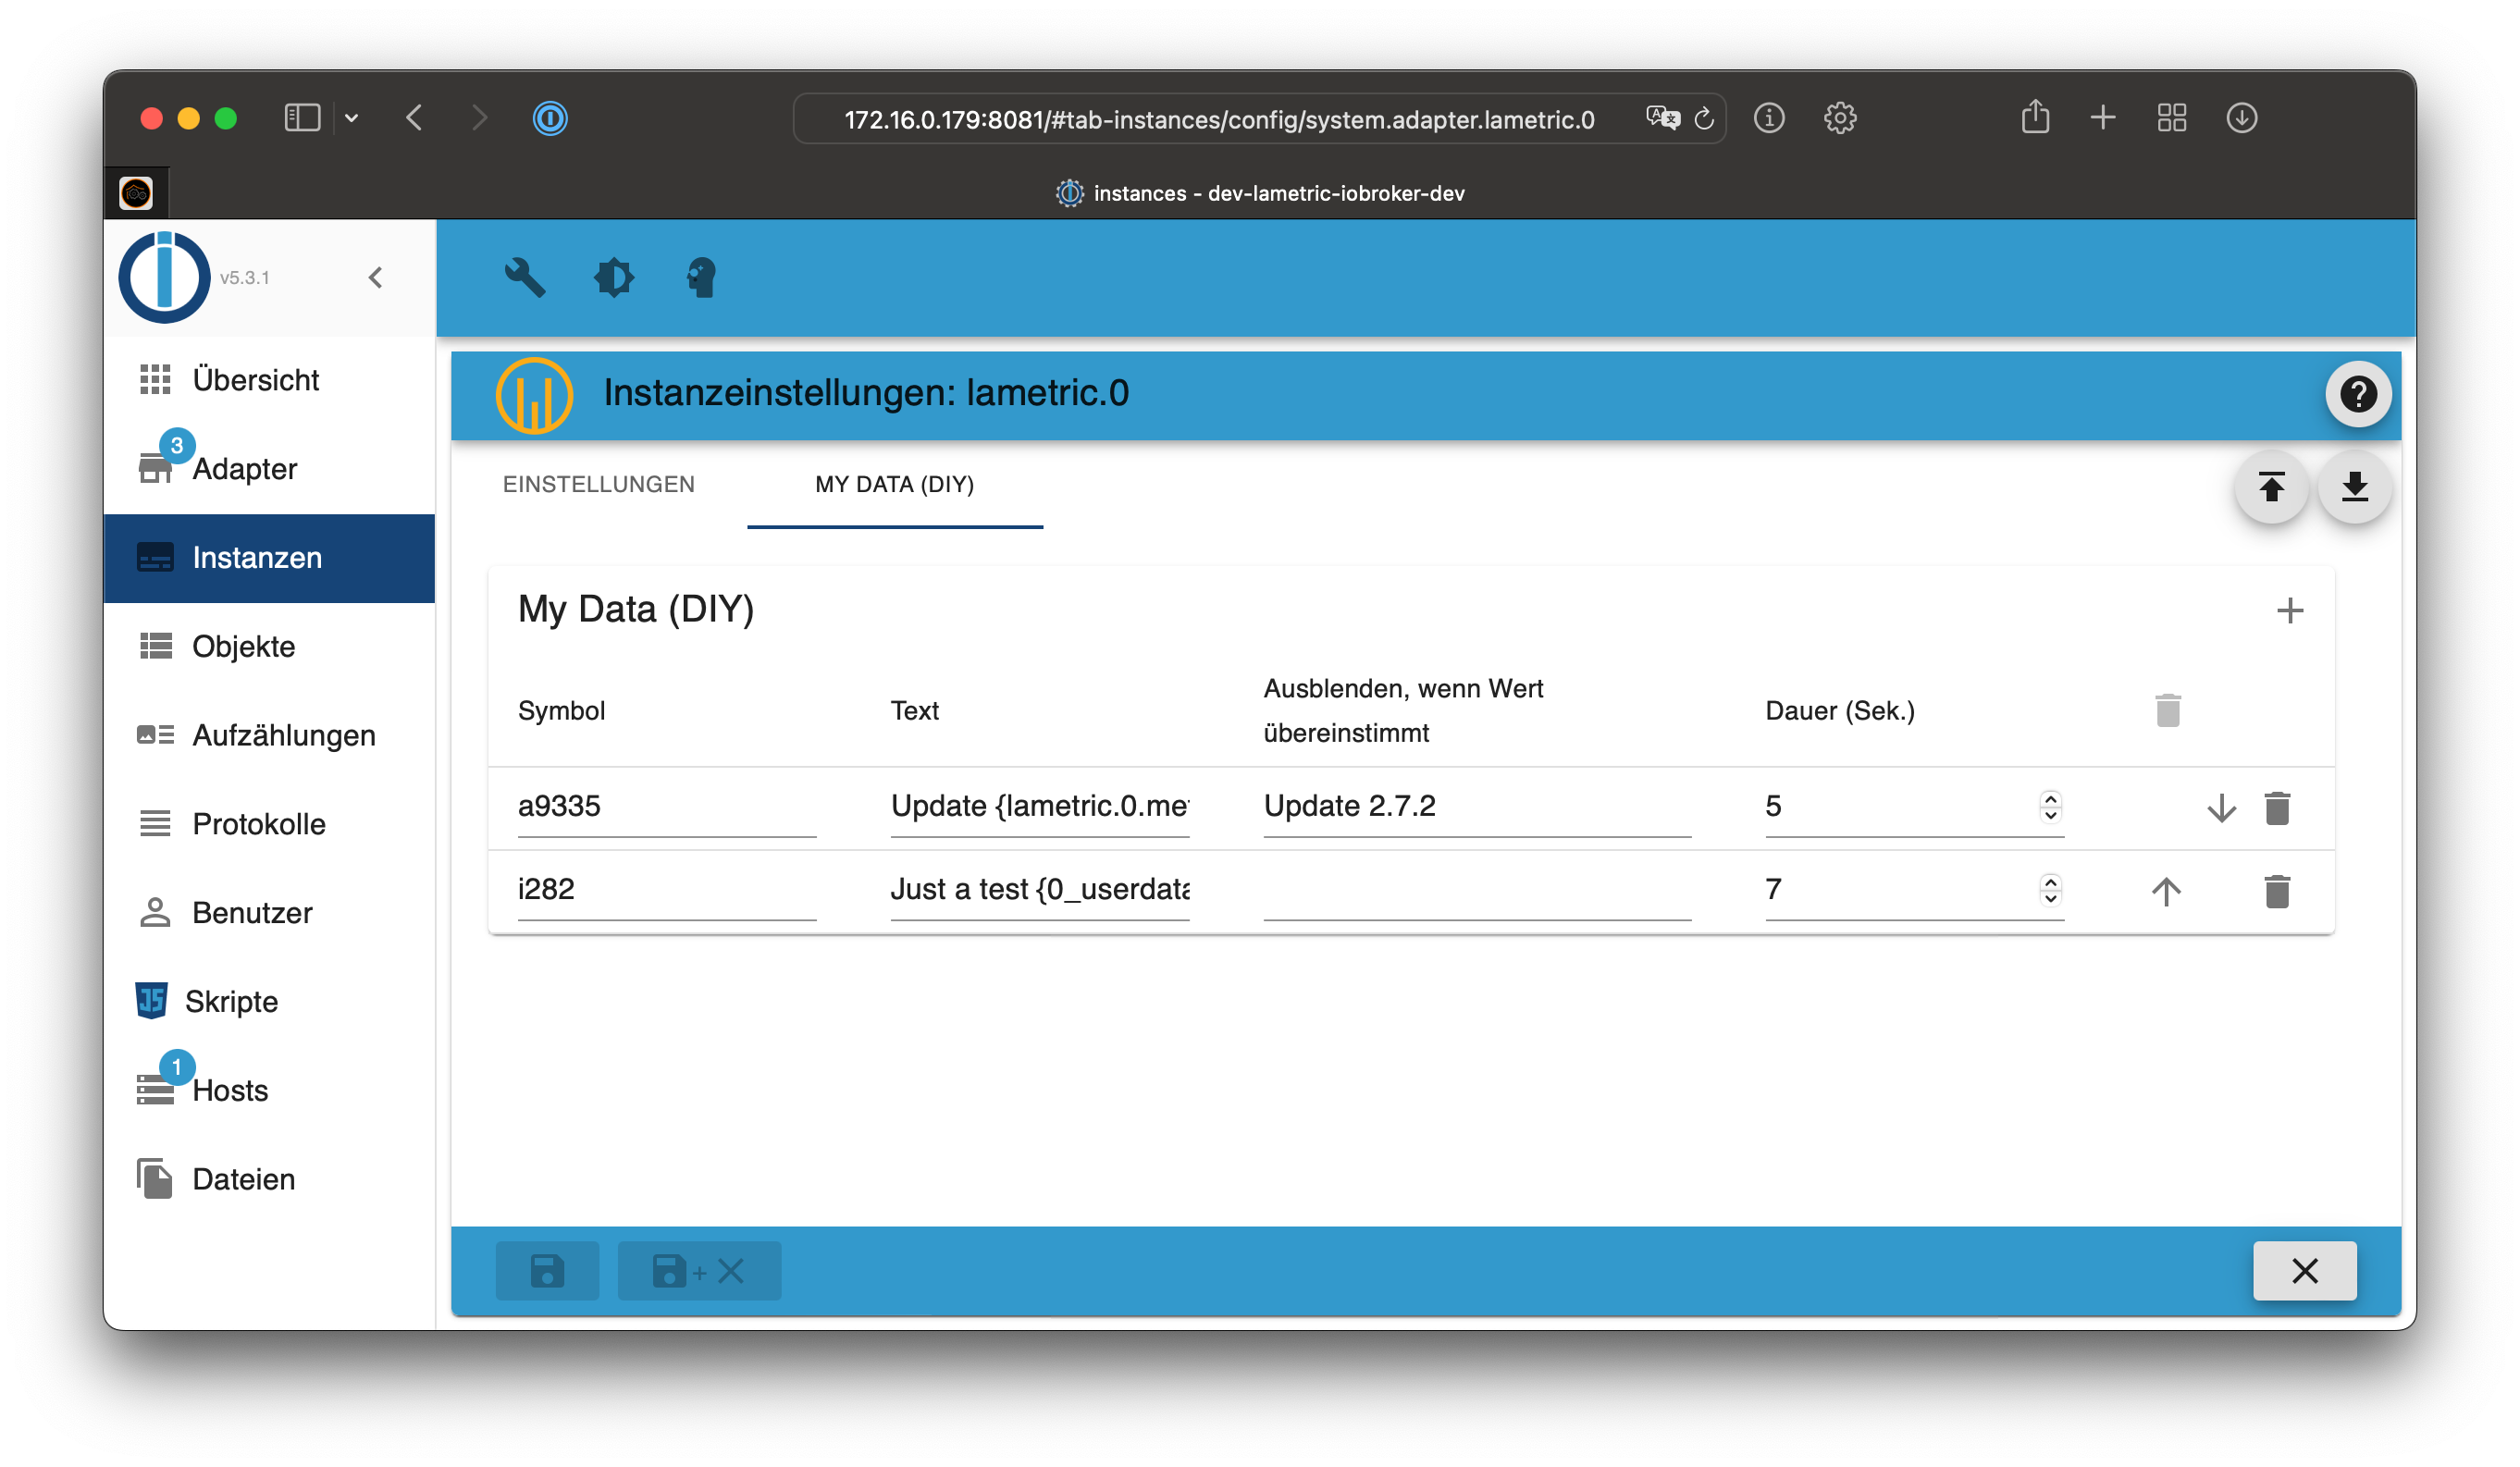 172.16.0.179:8081/#tab-instances/config/system.adapter.lametric.0
instances - dev-lametric-iobroker-dev
v5.3.1
Übersicht
3
Adapter
Instanzen
Objekte
Aufzählungen
Protokolle
Benutzer
JS Skripte
1
Hosts
Dateien
Instanzeinstellungen: lametric.0
?
EINSTELLUNGEN MY DATA (DIY)
My Data (DIY)
+
Symbol
Text
Ausblenden, wenn Wert
übereinstimmt
Dauer (Sek.)
a9335
Update {lametric.0.me
Update 2.7.2
5
i282
Just a test {0_userdata
7
+